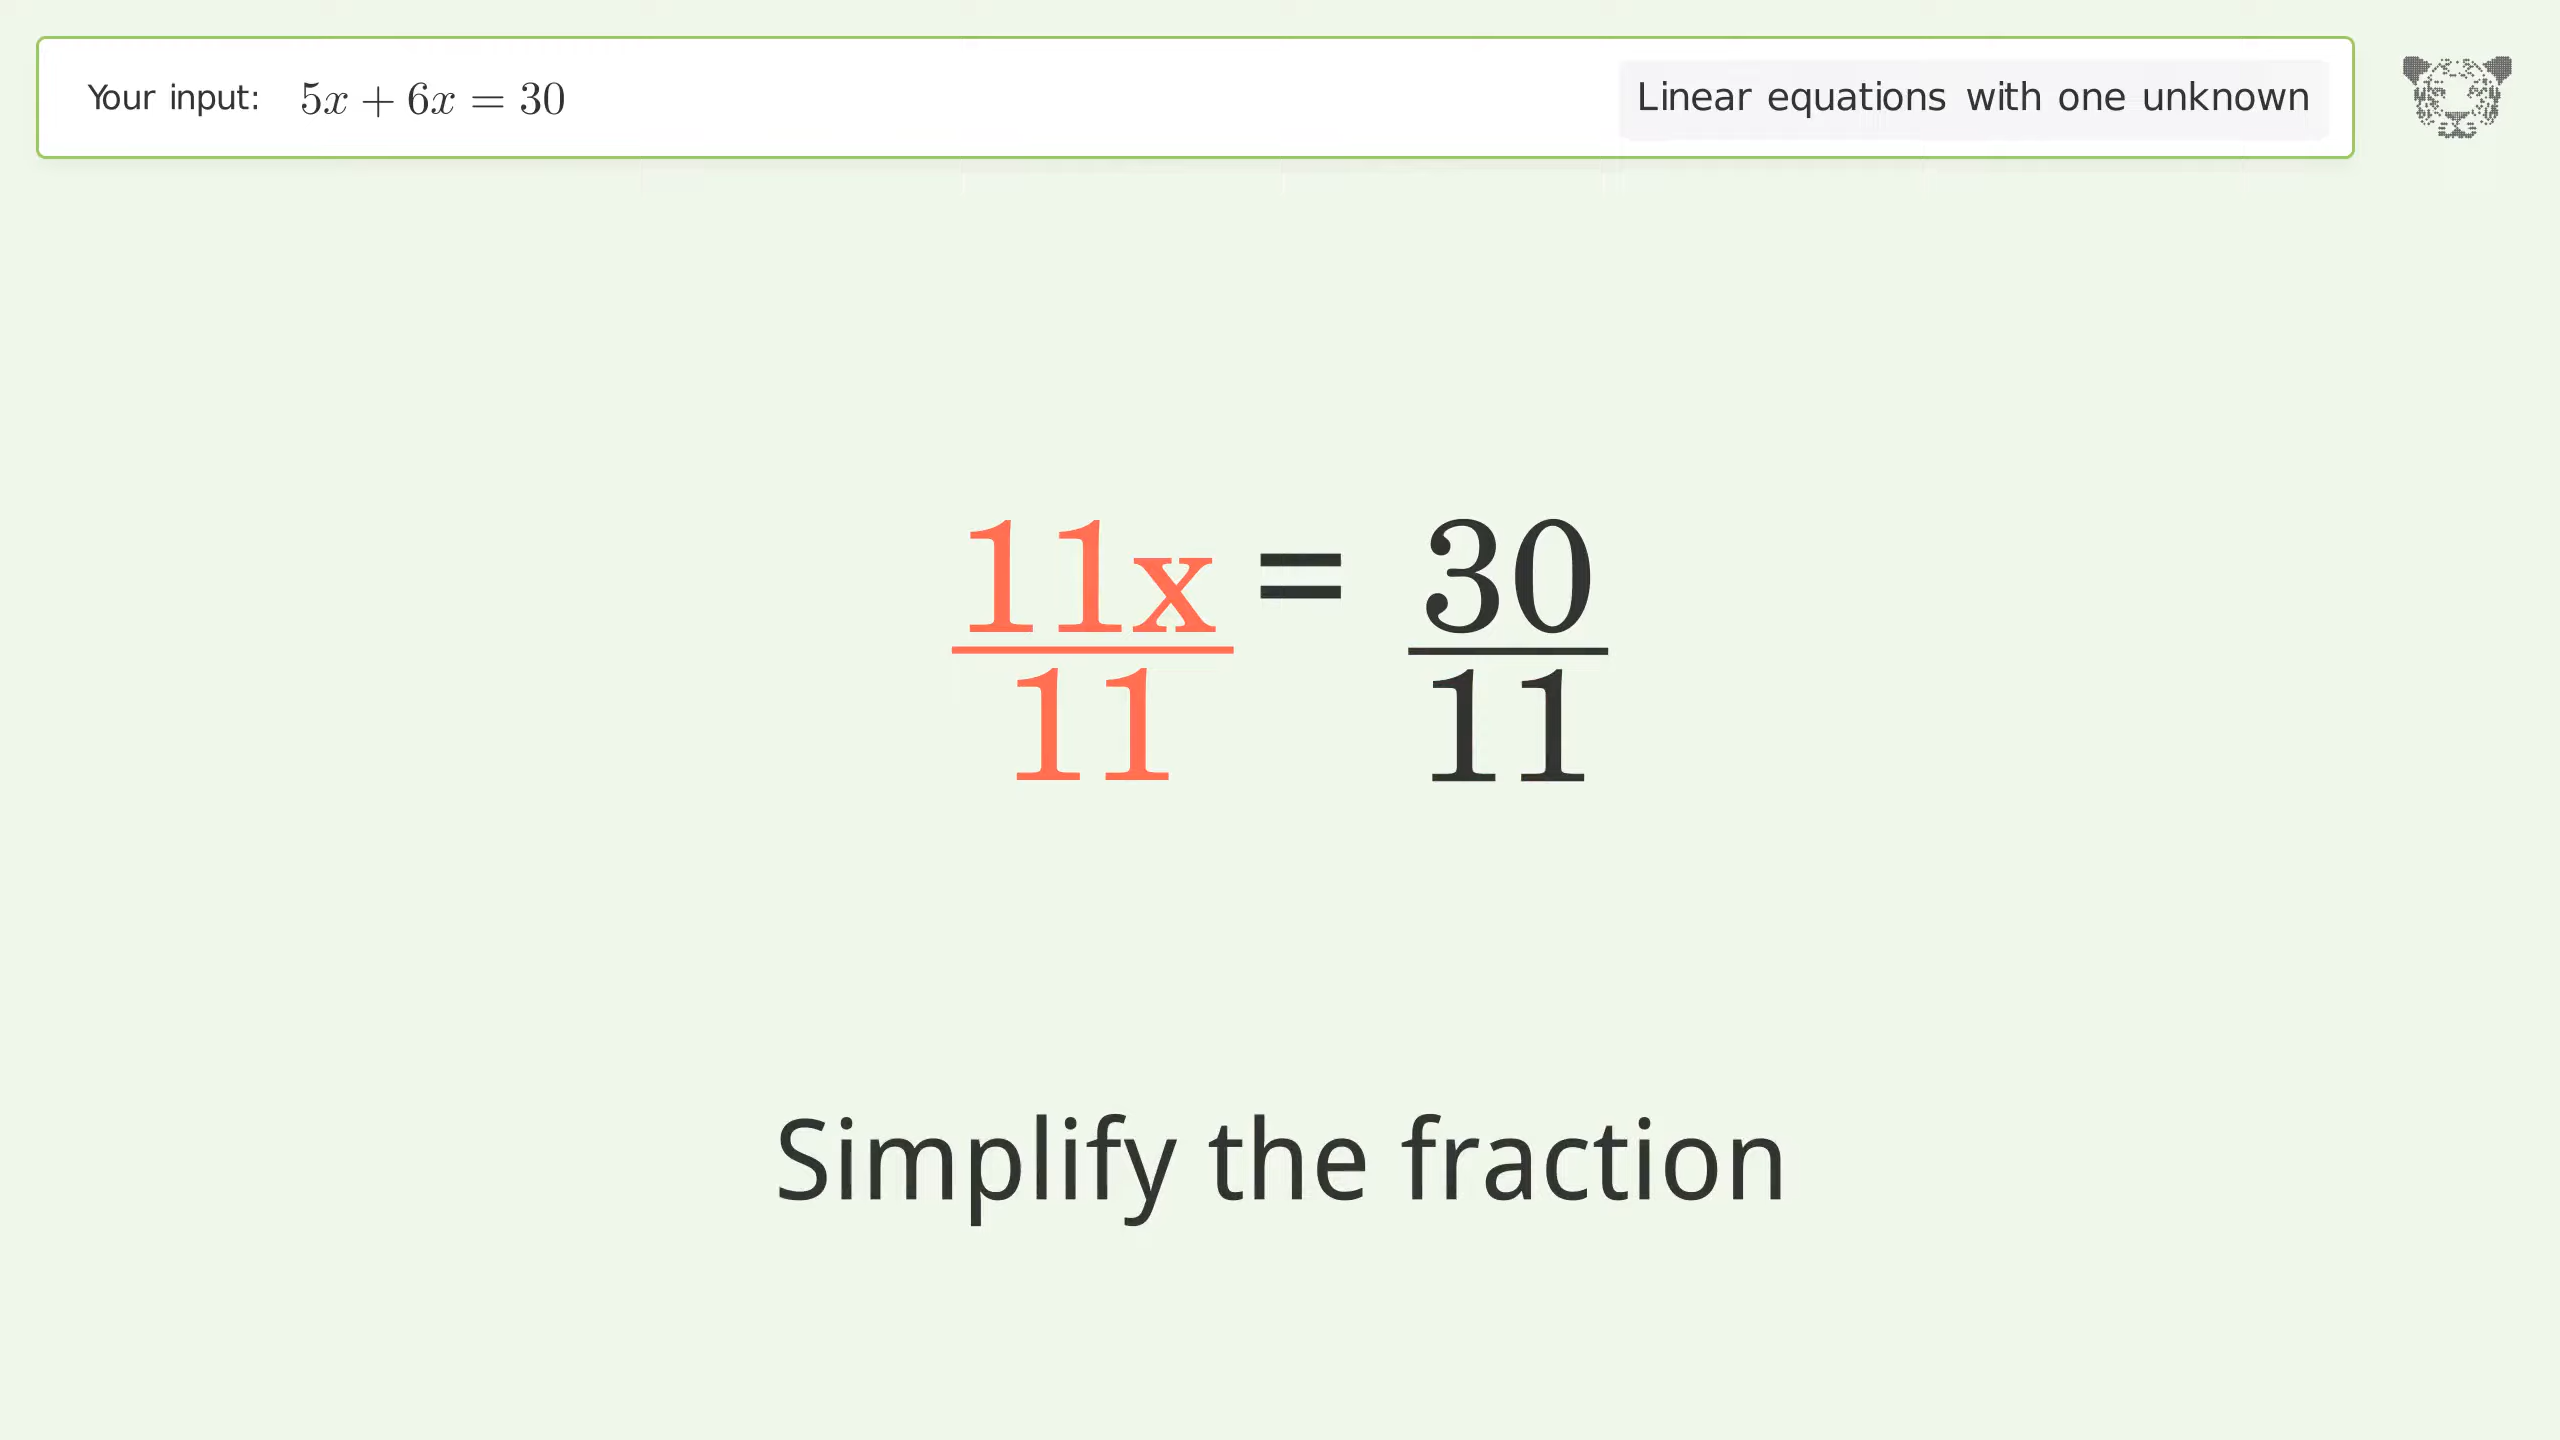 Your input: 5x + 6x = 30
Linear equations with one unknown
11x/11 = 30/11
Simplify the fraction